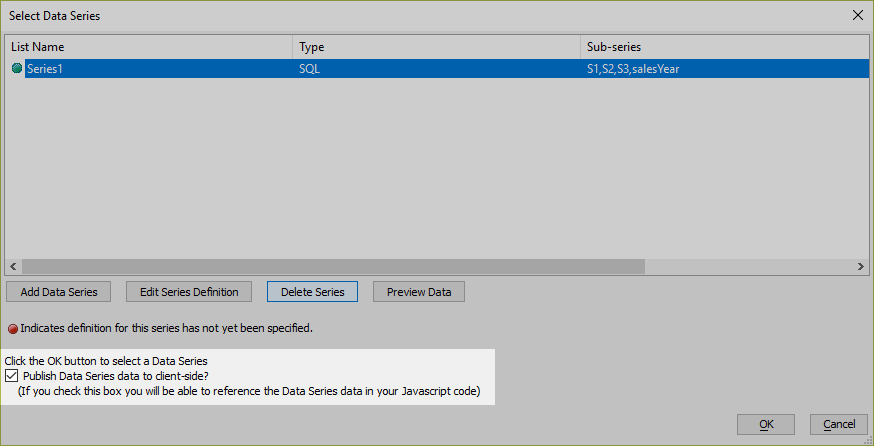 Select Data Series
List Name Type Sub-series
Series1 SQL S1,S2,S3,salesYear
Add Data Series Edit Series Definition Delete Series Preview Data
Indicates definition for this series has not yet been specified.
Click the OK button to select a Data Series
Publish Data Series data to client-side?
(If you check this box you will be able to reference the Data Series data in your Javascript code)
OK Cancel